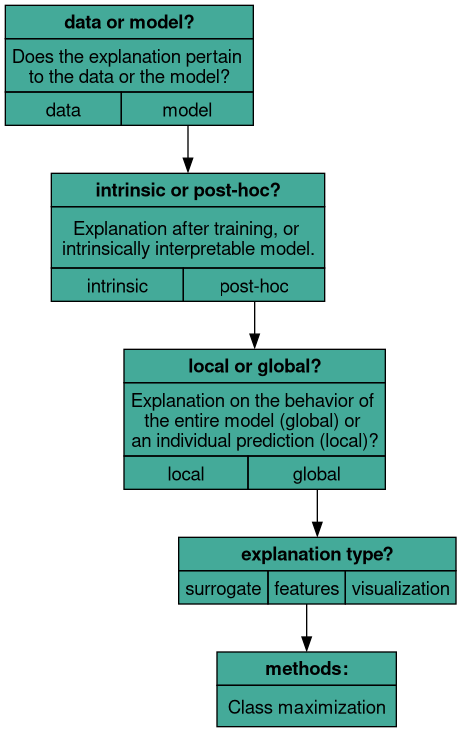 data or model?
Does the explanation pertain
to the data or the model?
data
model
intrinsic or post-hoc?
Explanation after training, or
intrinsically interpretable model.
intrinsic
post-hoc
local or global?
Explanation on the behavior of
the entire model (global) or
an individual prediction (local)?
local
global
explanation type?
surrogate
features
visualization
methods:
Class maximization